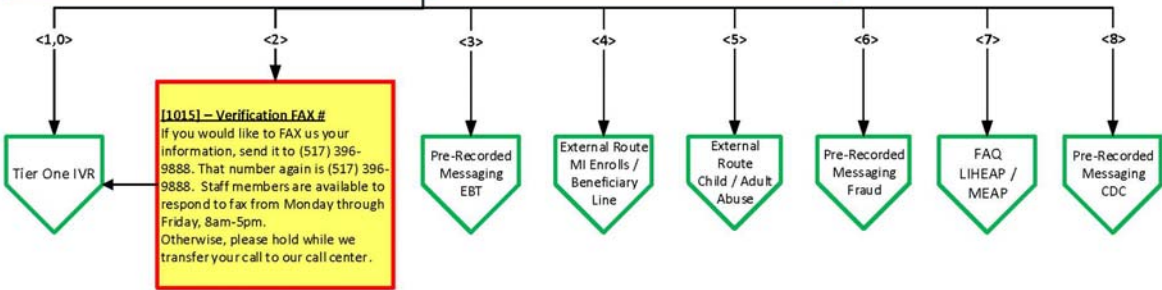 <1,0>
<2>
<3>
<4>
<5>
<6>
<7>
<8>
Tier One IVR
[1015] – Verification FAX #
If you would like to FAX us your
information, send it to (517) 396-
9888. That number again is (517) 396-
9888. Staff members are available to
respond to fax from Monday through
Friday, 8am-5pm.
Otherwise, please hold while we
transfer your call to our call center.
Pre-Recorded
Messaging
EBT
External Route
MI Enrolls /
Beneficiary
Line
External
Route
Child / Adult
Abuse
Pre-Recorded
Messaging
Fraud
FAQ
LIHEAP /
MEAP
Pre-Recorded
Messaging
CDC